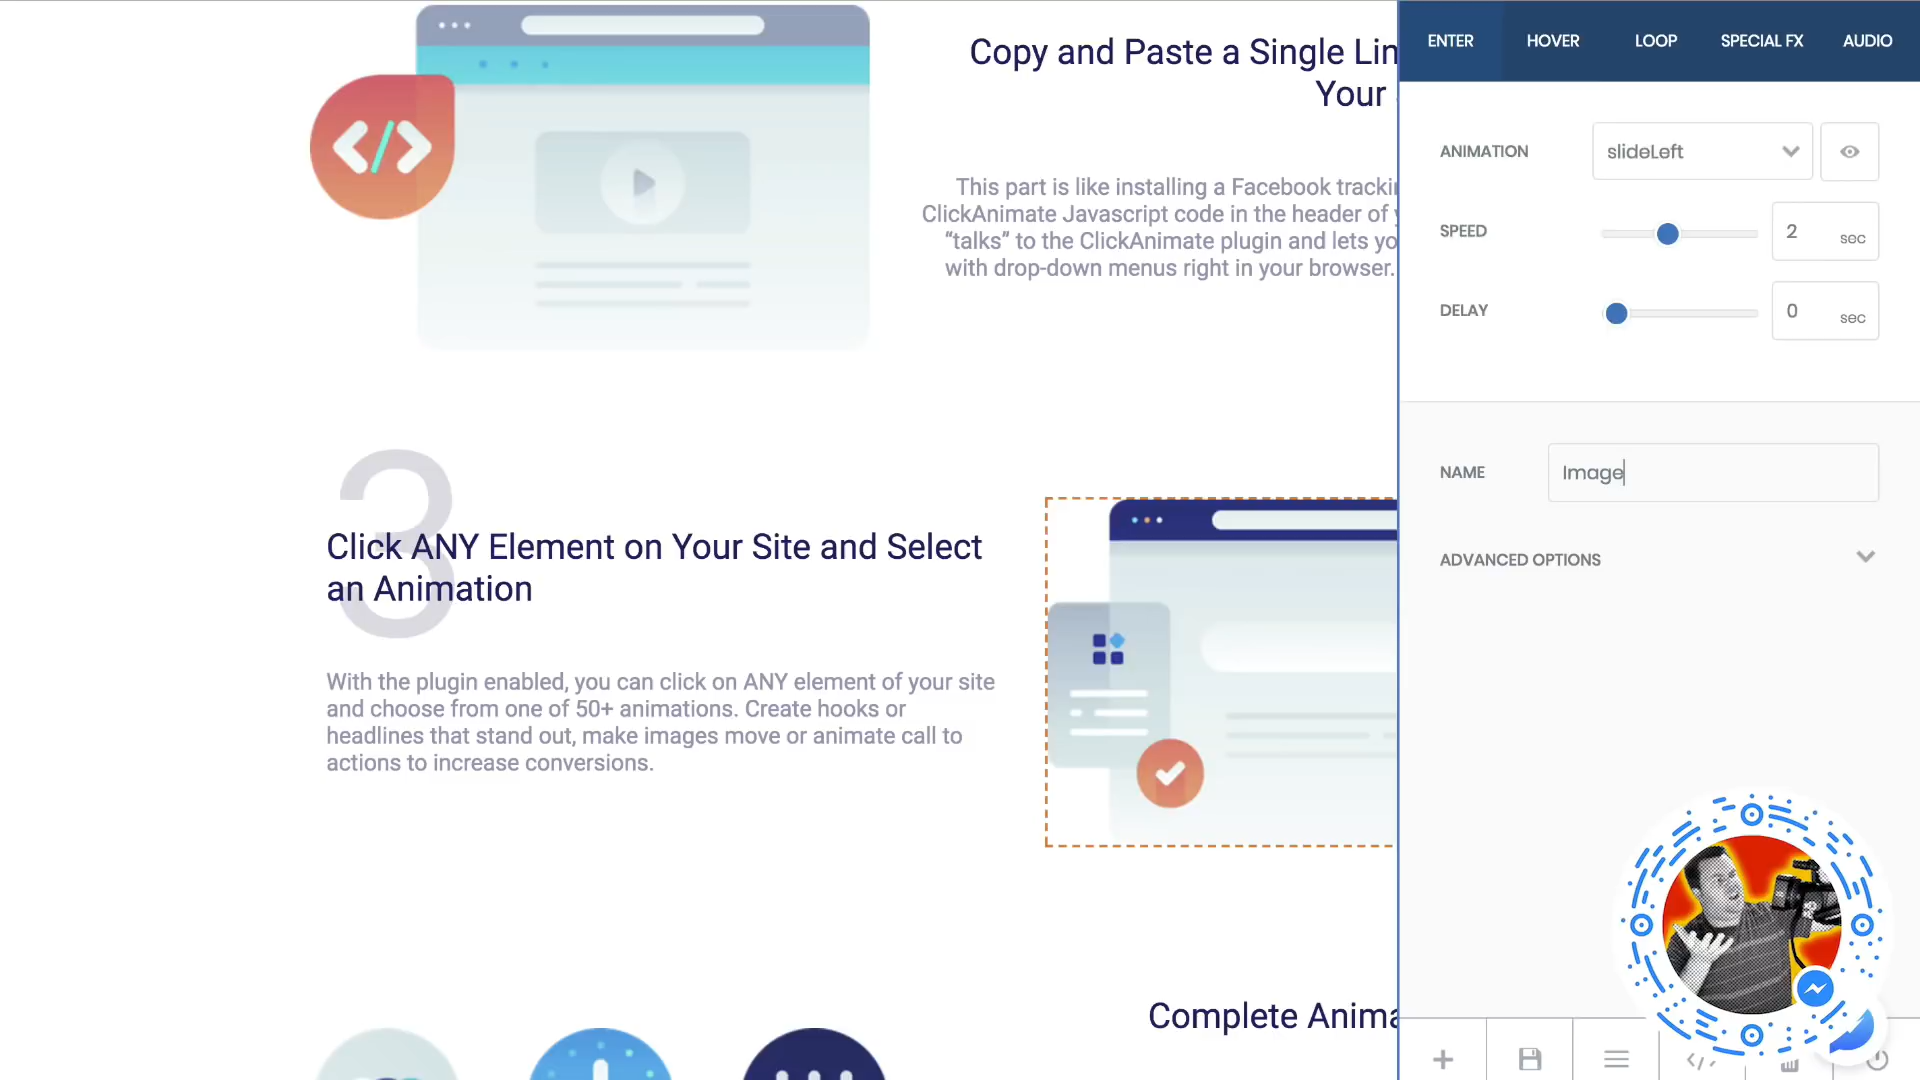 ENTER
HOVER
LOOP
SPECIAL FX
AUDIO
Copy and Paste a Single Lin
Your
This part is like installing a Facebook tracki
ClickAnimate Javascript code in the header of
“talks” to the ClickAnimate plugin and lets yo
with drop-down menus right in your browser.
ANIMATION
slideLeft
SPEED
2
sec
DELAY
0
sec
NAME
Image
ADVANCED OPTIONS
3
Click ANY Element on Your Site and Select
an Animation
With the plugin enabled, you can click on ANY element of your site
and choose from one of 50+ animations. Create hooks or
headlines that stand out, make images move or animate call to
actions to increase conversions.
Complete Anima